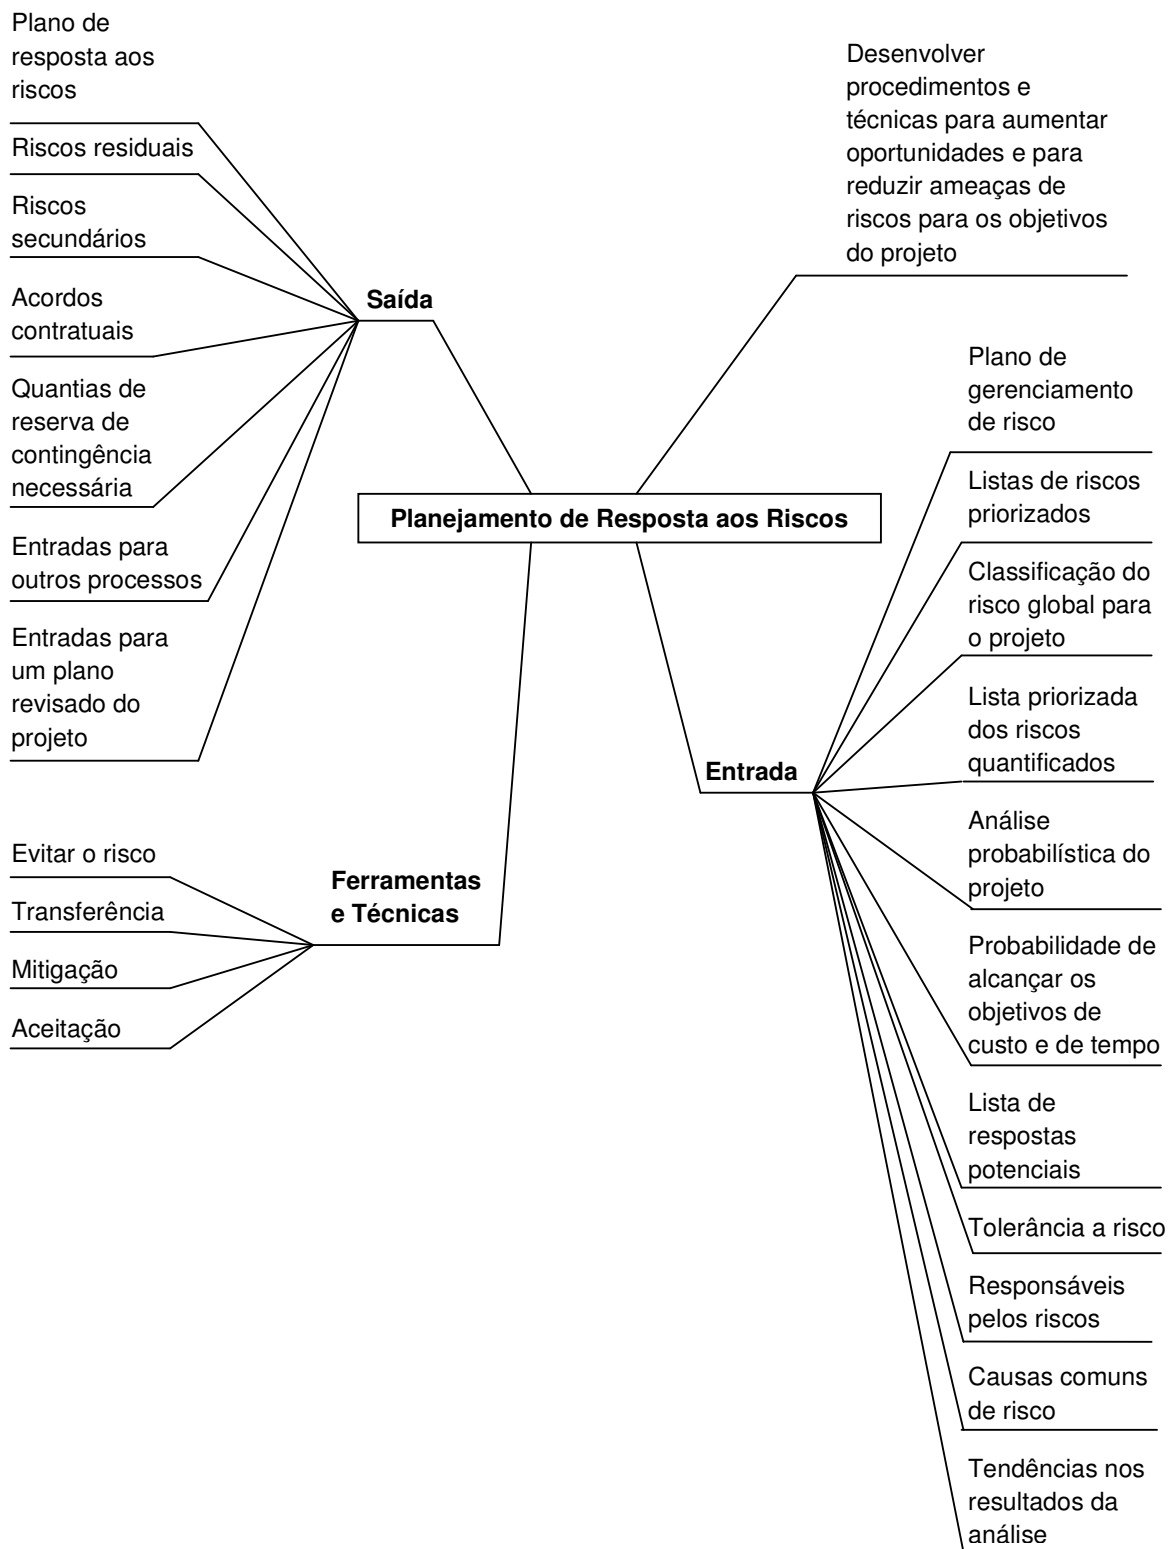 Plano de
resposta aos
riscos
Riscos residuais
Riscos
secundários
Acordos
contratuais
Quantias de
reserva de
contingência
necessária
Entradas para
outros processos
Entradas para
um plano
revisado do
projeto
Saída
Evitar o risco
Transferência
Mitigação
Aceitação
Ferramentas
e Técnicas
Planejamento de Resposta aos Riscos
Desenvolver
procedimentos e
técnicas para aumentar
oportunidades e para
reduzir ameaças de
riscos para os objetivos
do projeto
Entrada
Plano de
gerenciamento
de risco
Listas de riscos
priorizados
Classificação do
risco global para
o projeto
Lista priorizada
dos riscos
quantificados
Análise
probabilística do
projeto
Probabilidade de
alcançar os
objetivos de
custo e de tempo
Lista de
respostas
potenciais
Tolerância a risco
Responsáveis
pelos riscos
Causas comuns
de risco
Tendências nos
resultados da
análise